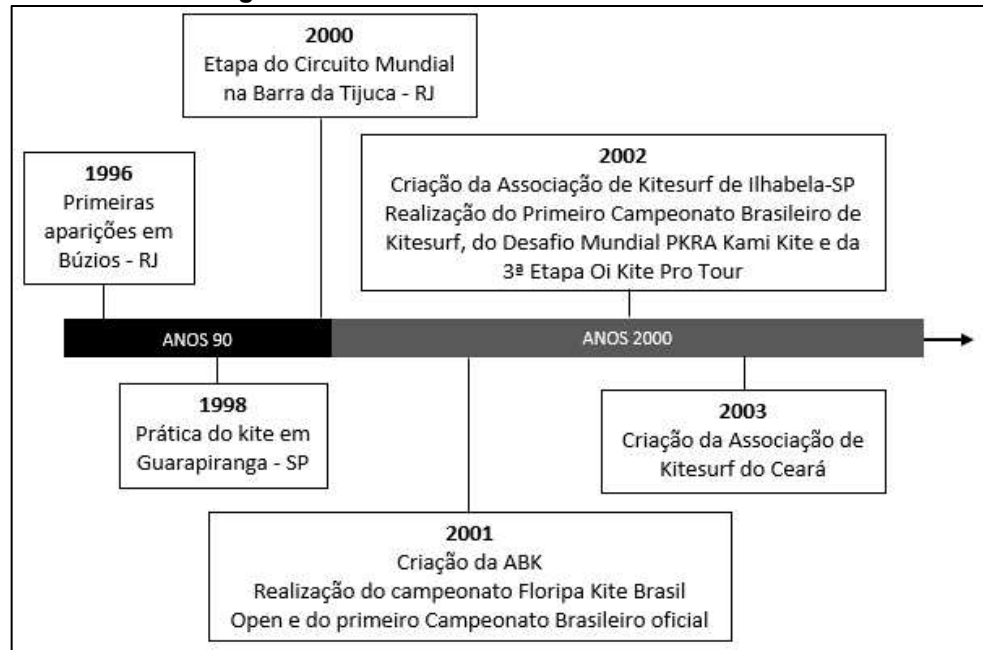 2000
Etapa do Circuito Mundial
na Barra da Tijuca - RJ
1996
Primeiras
aparições em
Búzios - RJ
2002
Criação da Associação de Kitesurf de Ilhabela-SP
Realização do Primeiro Campeonato Brasileiro de
Kitesurf, do Desafio Mundial PKRA Kami Kite e da
3ª Etapa Oi Kite Pro Tour
ANOS 90
ANOS 2000
1998
Prática do kite em
Guarapiranga - SP
2003
Criação da Associação de
Kitesurf do Ceará
2001
Criação da ABK
Realização do campeonato Floripa Kite Brasil
Open e do primeiro Campeonato Brasileiro oficial